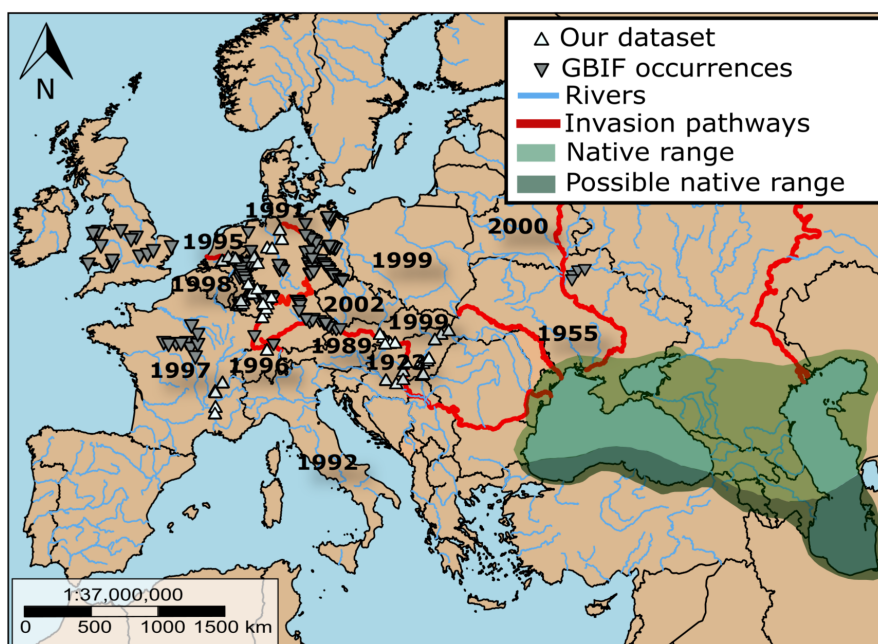 Our dataset
GBIF occurrences
Rivers
Invasion pathways
Native range
Possible native range
N
1991
2000
1995
1999
1998
2002
1999
1955
1989
1923
1996
1997
1992
1:37,000,000
0 500 1000 1500 km